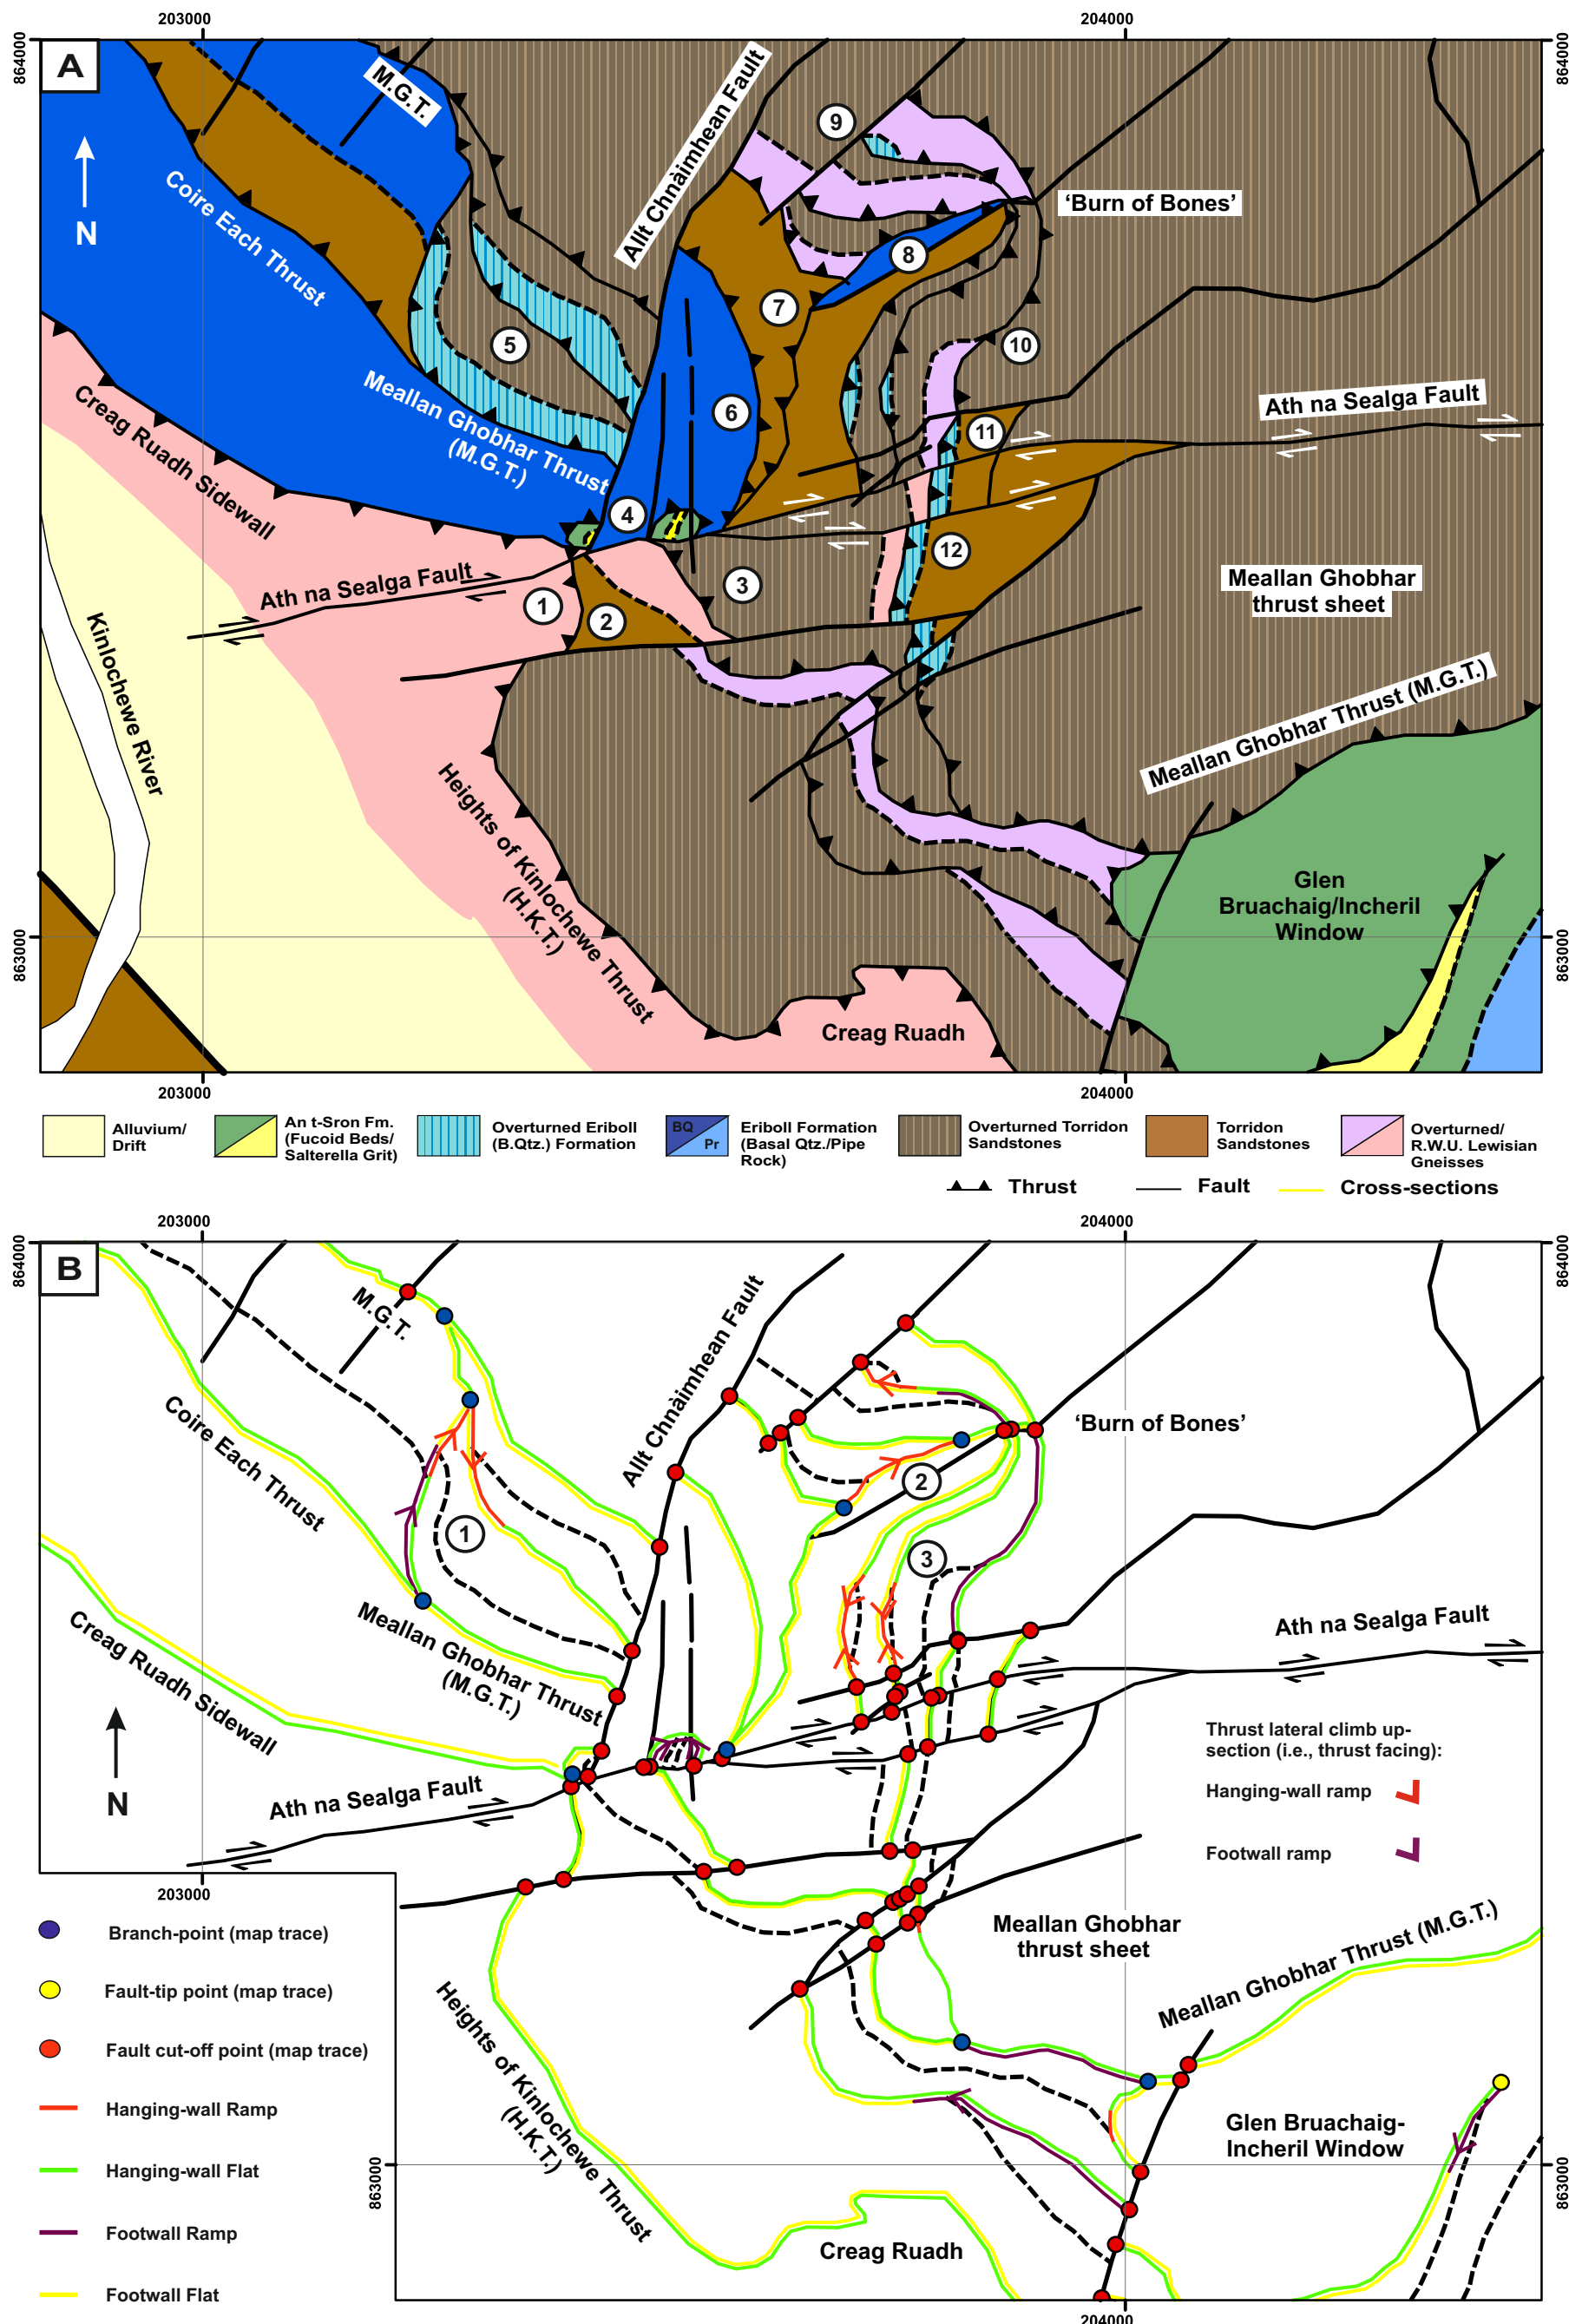 203000
204000
864000
864000
A
M.G.T.
N
Coire Each Thrust
Allt Chnàimhean Fault
9
'Burn of Bones'
8
7
5
10
6
Meallan Ghobhar Thrust
(M.G.T.)
Creag Ruadh Sidewall
Ath na Sealga Fault
11
4
12
3
Ath na Sealga Fault
1
2
Meallan Ghobhar
thrust sheet
Kinlochewe River
Meallan Ghobhar Thrust (M.G.T.)
Heights of Kinlochewe Thrust
(H.K.T.)
Glen
Bruachaig/Incheril
Window
863000
863000
Creag Ruadh
203000
204000
Alluvium/
Drift
An t-Sron Fm.
(Fucoid Beds/
Salterella Grit)
Overturned Eriboll
(B.Qtz.) Formation
BQ
Pr
Eriboll Formation
(Basal Qtz./Pipe
Rock)
Overturned Torridon
Sandstones
Torridon
Sandstones
Overturned/
R.W.U. Lewisian
Gneisses
Thrust
Fault
Cross-sections
203000
204000
864000
864000
B
M.G.T.
Allt Chnàimhean Fault
Coire Each Thrust
'Burn of Bones'
2
1
3
Meallan Ghobhar Thrust
(M.G.T.)
Creag Ruadh Sidewall
Ath na Sealga Fault
N
Thrust lateral climb up-
section (i.e., thrust facing):
Hanging-wall ramp
Footwall ramp
Ath na Sealga Fault
203000
Meallan Ghobhar
thrust sheet
Meallan Ghobhar Thrust (M.G.T.)
Branch-point (map trace)
Fault-tip point (map trace)
Fault cut-off point (map trace)
Hanging-wall Ramp
Hanging-wall Flat
Footwall Ramp
Footwall Flat
Heights of Kinlochewe Thrust
(H.K.T.)
Glen Bruachaig-
Incheril Window
863000
863000
Creag Ruadh
204000